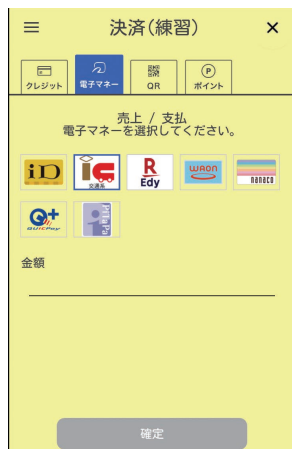 決済(練習)
クレジット
電子マネー
QR
P
ポイント
売上 / 支払
電子マネーを選択してください。
iD
ic
交通系
R
Edy
WAON
nanaco
Q+
QUICPay
PiTaPa
金額
確定